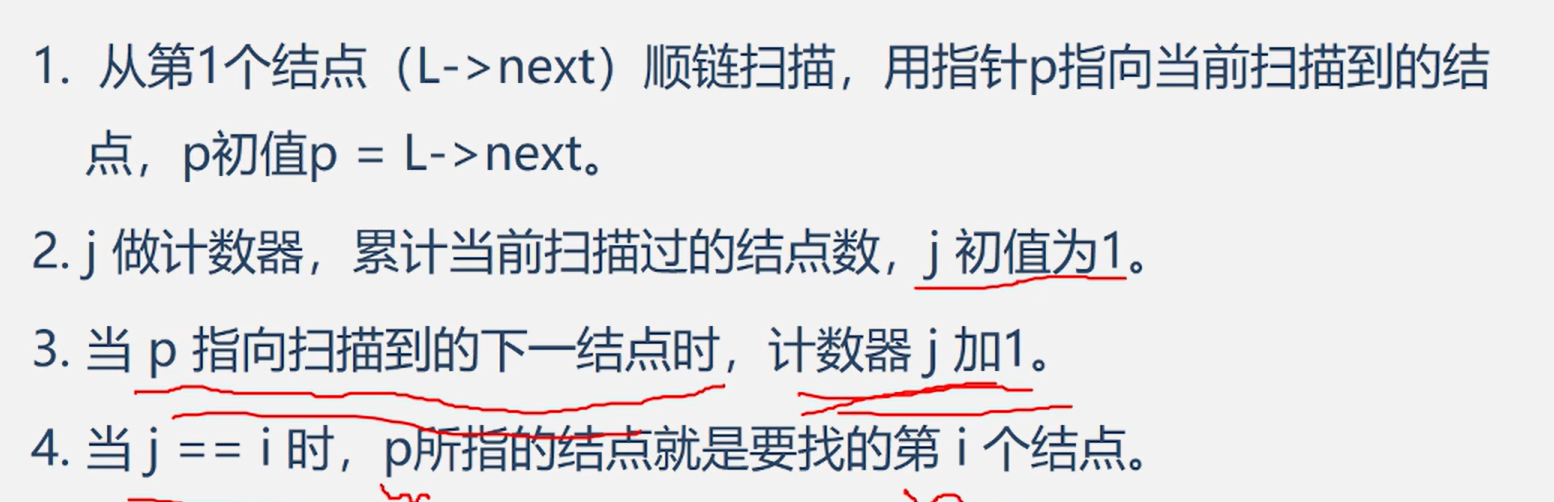 1. 从第1个结点（L->next）顺链扫描，用指针p指向当前扫描到的结
点，p初值p = L->next。
2. j 做计数器，累计当前扫描过的结点数，j 初值为1。
3. 当 p 指向扫描到的下一结点时，计数器 j 加1。
4. 当 j == i 时，p所指的结点就是要找的第 i 个结点。